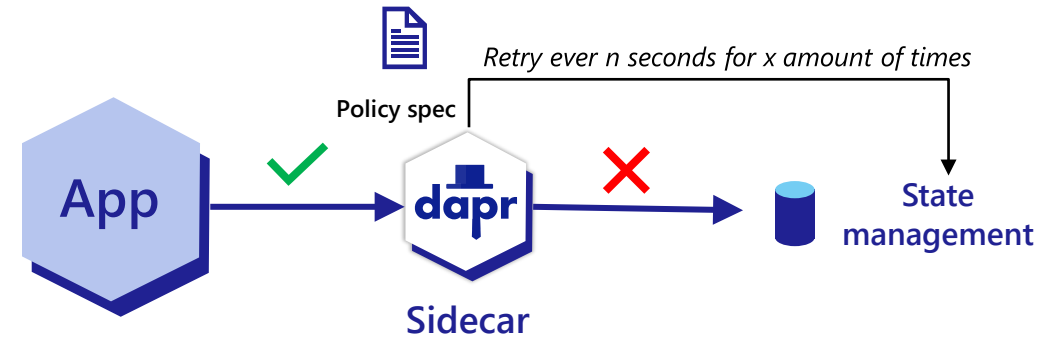 Retry ever n seconds for x amount of times
Policy spec
App
dapr
State
management
Sidecar